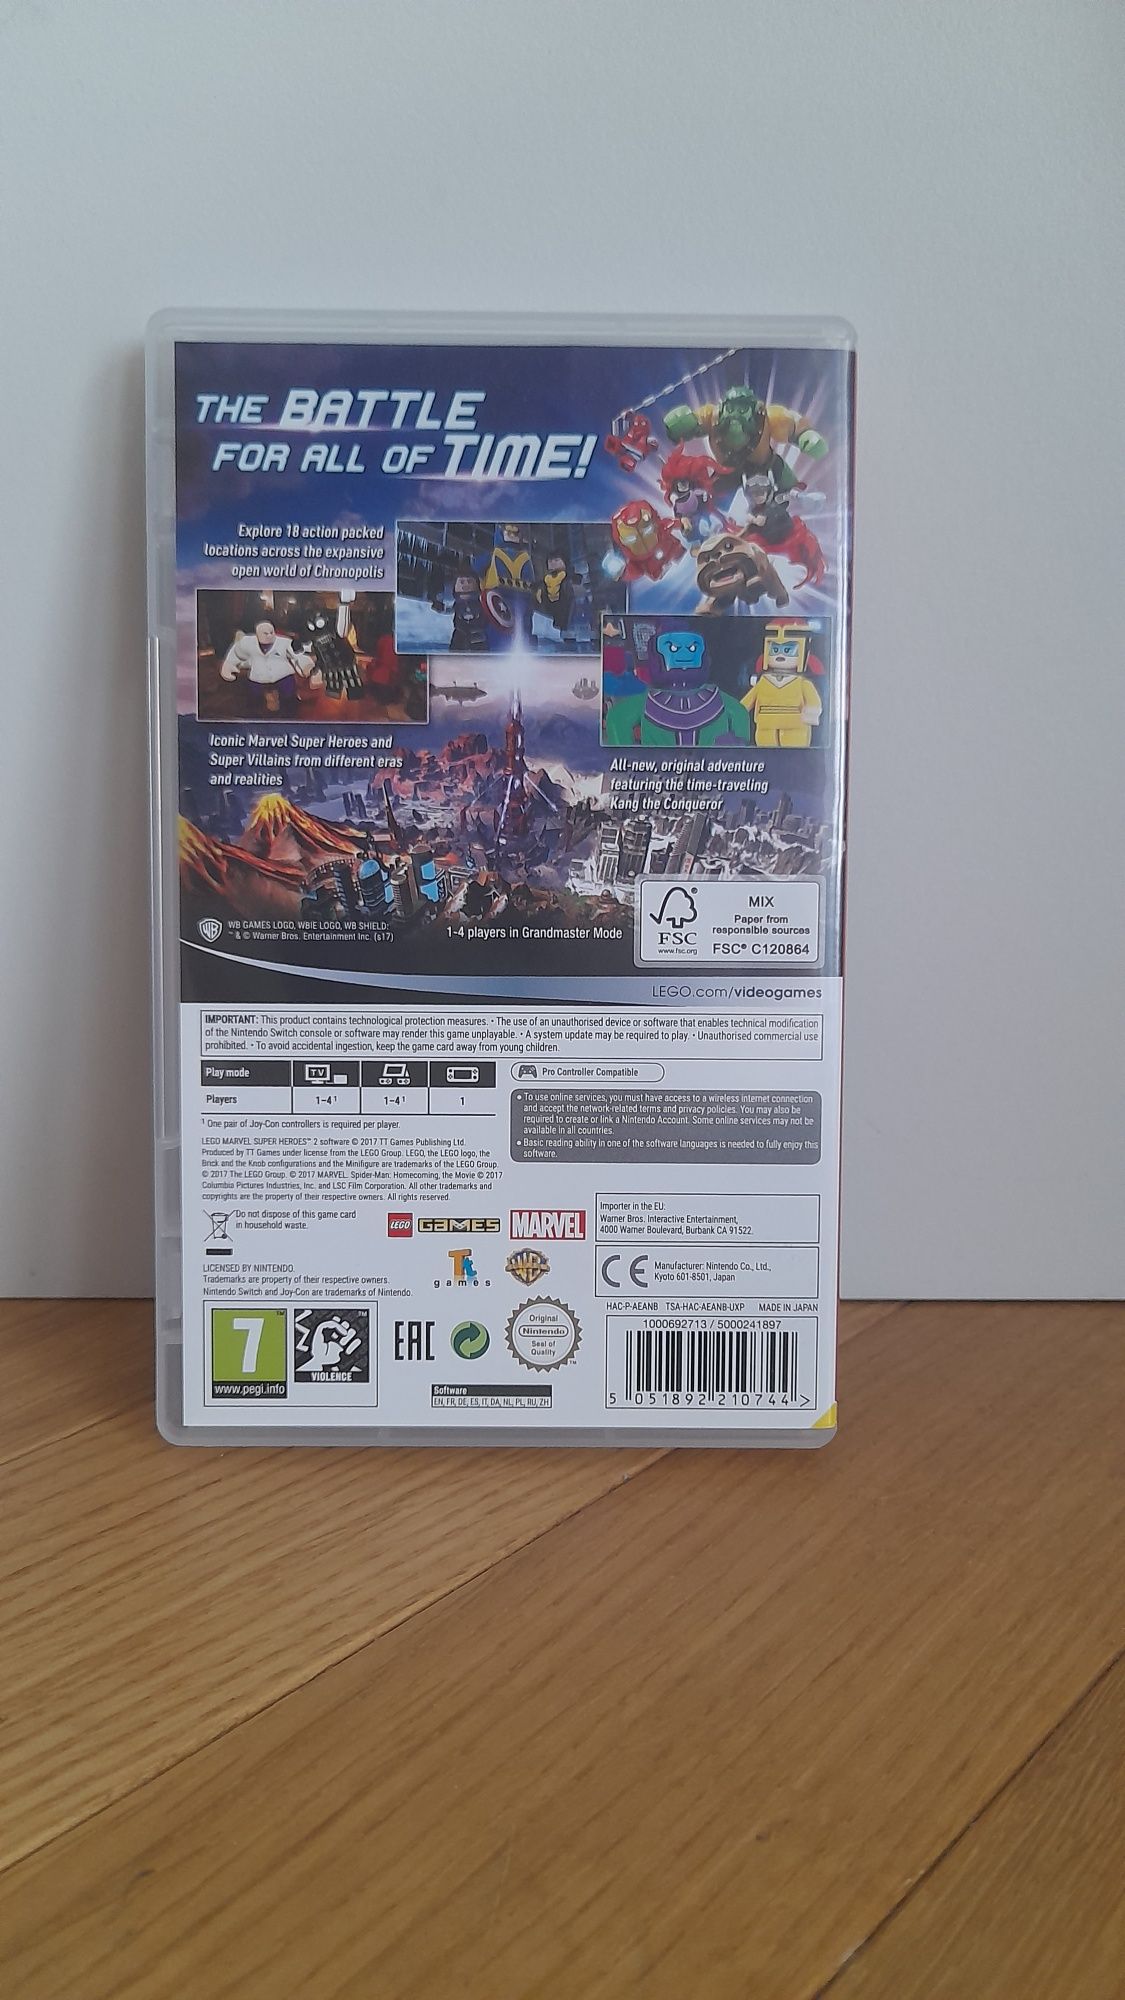 THE BATTLE
FOR ALL OF TIME!
Explore 18 action packed
locations across the expansive
open world of Chronopolis
Iconic Marvel Super Heroes and
Super Villains from different eras
and realities
All-new, original adventure
featuring the time-traveling
Kang the Conqueror
WB GAMES LOGO, WBIE LOGO, WB SHIELD:
™ & © Warner Bros. Entertainment Inc. (s17)
1-4 players in Grandmaster Mode
FSC
www.fsc.org
MIX
Paper from
responsible sources
FSC® C120864
LEGO.com/videogames
IMPORTANT: This product contains technological protection measures. • The use of an unauthorised device or software that enables technical modification
of the Nintendo Switch console or software may render this game unplayable. • A system update may be required to play. • Unauthorised commercial use
prohibited. • To avoid accidental ingestion, keep the game card away from young children.
Play mode
TV
Players
1-4¹
1-4¹
1
¹ One pair of Joy-Con controllers is required per player.
Pro Controller Compatible
• To use online services, you must have access to a wireless internet connection
and accept the network-related terms and privacy policies. You may also be
required to create or link a Nintendo Account. Some online services may not be
available in all countries.
• Basic reading ability in one of the software languages is needed to fully enjoy this
software.
LEGO MARVEL SUPER HEROES™ 2 software © 2017 TT Games Publishing Ltd.
Produced by TT Games under license from the LEGO Group. LEGO, the LEGO logo, the
Brick and the Knob configurations and the Minifigure are trademarks of the LEGO Group.
© 2017 The LEGO Group. © 2017 MARVEL. Spider-Man: Homecoming, the Movie © 2017
Columbia Pictures Industries, Inc. and LSC Film Corporation. All other trademarks and
copyrights are the property of their respective owners. All rights reserved.
Do not dispose of this game card
in household waste.
LEGO GAMES
MARVEL
Tt
games
WB
Importer in the EU:
Warner Bros. Interactive Entertainment,
4000 Warner Boulevard, Burbank CA 91522.
CE
Manufacturer: Nintendo Co., Ltd.,
Kyoto 601-8501, Japan
LICENSED BY NINTENDO.
Trademarks are property of their respective owners.
Nintendo Switch and Joy-Con are trademarks of Nintendo.
HAC-P-AEANB TSA-HAC-AEANB-UXP MADE IN JAPAN
7
www.pegi.info
VIOLENCE
EAC
Original
Nintendo
Seal of
Quality
Software
EN, FR, DE, ES, IT, DA, NL, PL, RU, ZH
1000692713 / 5000241897
5 051892 210744 >